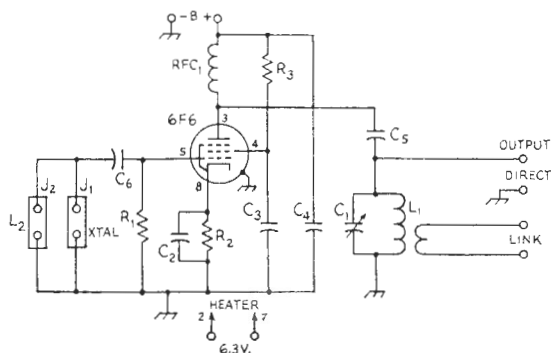 -B +
RFC1
R3
3
6F6
5
4
8
C5
OUTPUT
DIRECT
J2
J1
C6
L2
XTAL
R1
C2
R2
C3
C4
C1
L1
LINK
HEATER
2
7
6.3V.